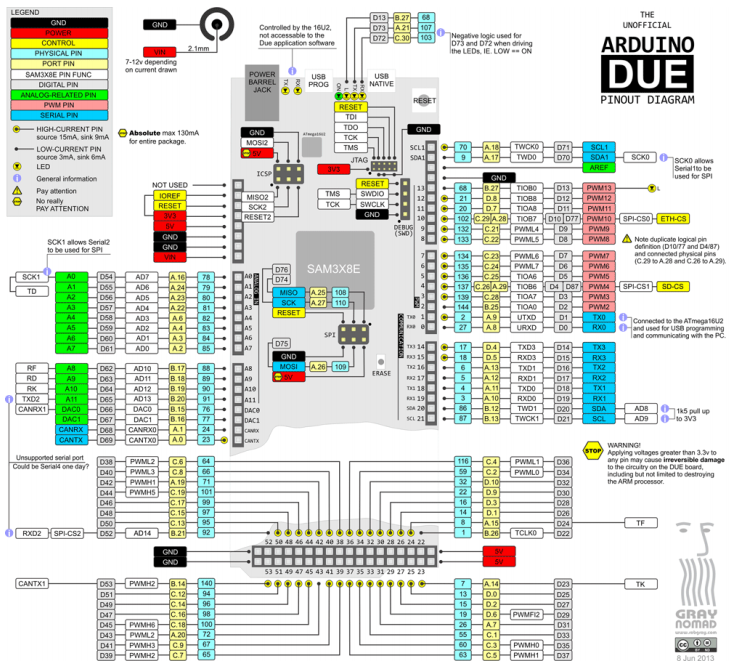 LEGEND
GND
POWER
CONTROL
PHYSICAL PIN
PORT PIN
SAM3X8E PIN FUNC
DIGITAL PIN
ANALOG-RELATED PIN
PWM PIN
SERIAL PIN
HIGH-CURRENT PIN
source 15mA, sink 9mA
LOW-CURRENT PIN
source 3mA, sink 6mA
LED
General information
Pay attention
No really
PAY ATTENTION
GND
VIN
2.1mm
7-12v depending
on current drawn
Absolute max 130mA
for entire package.
Controlled by the 16U2,
not accessable to the
Due application software
D13 B.27 68
D73 A.21 107
D72 C.30 103
Negative logic used for
D73 and D72 when driving
the LEDs, IE. LOW == ON
THE
UNOFFICIAL
ARDUINO
DUE
PINOUT DIAGRAM
POWER
BARREL
JACK
TX
RX
USB
PROG
ON
L
TX
RX
USB
NATIVE
RESET
RESET
TDI
TDO
TCK
TMS
JTAG
3V3
GND
MOSI2
5V
ATmega16U2
ICSP
MISO2
SCK2
RESET2
RESET
TMS SWDIO
TCK SWCLK
GND
DEBUG
(SWD)
NOT USED
IOREF
RESET
3V3
5V
GND
GND
VIN
GND
SCL1 70 A.18 TWCK0 D71 SCL1
SDA1 9 A.17 TWD0 D70 SDA1 SCK0
AREF
GND
SCK0 allows
Serial1to be used
for SPI
13 68 B.27 D13 PWM13 L
12 21 D.8 TIOB8 D12 PWM12
11 20 D.7 TIOA8 D11 PWM11
10 102 C.29 A.28 TIOB7 D10 D77 PWM10 SPI-CS0 ETH-CS
9 98 C.21 PWML4 D9 PWM9
8 133 C.22 PWML5 D8 PWM8
7 134 C.23 PWML6 D7 PWM7
6 135 C.24 PWML7 D6 PWM6
5 136 C.25 TIOA6 D5 PWM5
4 137 C.26 A.29 TIOB6 D4 D87 PWM4 SPI-CS1 SD-CS
3 139 C.28 TIOA7 D3 PWM3
2 144 B.25 TIOA0 D2 PWM2
TX0 1 2 A.9 UTXD D1 TX0
RX0 0 27 A.8 URXD D0 RX0
Note duplicate logical pin
definition (D10/77 and D4/87)
and connected physical pins
(C.29 to A.28 and C.26 to A.29).
Connected to the ATmega16U2
and used for USB programming
and communicating with the PC.
TX3 14 17 D.4 TXD3 D14 TX3
RX3 15 18 D.5 RXD3 D15 RX3
TX2 16 6 A.13 TXD1 D16 TX2
RX2 17 5 A.12 RXD1 D17 RX2
TX1 18 4 A.11 TXD0 D18 TX1
RX1 19 3 A.10 RXD0 D19 RX1
SDA 20 86 B.12 TWD1 D20 SDA AD8
SCL 21 87 B.13 TWCK1 D21 SCL AD9
1k5 pull up
to 3V3
PWM
COMMUNICATION
ANALOG IN
SAM3X8E
D76
D74
MISO A.25 108
SCK A.27 110
RESET
SPI
D75
GND
MOSI A.26 109
5V
ERASE
SCK1 allows Serial2
to be used for SPI
SCK1 A0 D54 AD7 A.16 78 A0
TD A1 D55 AD6 A.24 79 A1
A2 D56 AD5 A.23 80 A2
A3 D57 AD4 A.22 81 A3
A4 D58 AD3 A.6 82 A4
A5 D59 AD2 A.4 83 A5
A6 D60 AD1 A.3 84 A6
A7 D61 AD0 A.2 85 A7
RF A8 D62 AD10 B.17 88 A8
RD A9 D63 AD11 B.18 89 A9
RK A10 D64 AD12 B.19 90 A10
TXD2 A11 D65 AD13 B.20 91 A11
CANRX1 DAC0 D66 B.15 76 DAC0
DAC1 D67 B.16 77 DAC1
CANRX D68 CANRX0 A.1 24 CANRX
CANTX D69 CANTX0 A.0 23 CANTX
Unsupported serial port
Could be Serial4 one day?
D38 PWML2 C.6 64
D40 PWML3 C.8 66
D42 PWMH1 A.19 71
D44 PWMH5 C.19 101
D46 C.17 99
D48 C.15 97
D50 C.13 95
RXD2 SPI-CS2 D52 AD14 B.21 92
116 C.4 PWML1 D36
59 C.2 PWML0 D34
32 D.10 D32
22 D.9 D30
16 D.3 D28
14 D.1 D26
8 A.15 D24 TF
1 B.26 TCLK0 D22
WARNING!
Applying voltages greater than 3.3v to
any pin may cause irreversible damage
to the circuitry on the DUE board,
including but not limited to destroying
the ARM processor.
STOP
52 50 48 46 44 42 40 38 36 34 32 30 28 26 24 22
GND 5V
GND 5V
53 51 49 47 45 43 41 39 37 35 33 31 29 27 25 23
CANTX1 D53 PWMH2 B.14 140
D51 C.12 94
D49 C.14 96
D47 C.16 98
D45 PWMH6 C.18 100
D43 PWML2 A.20 72
D41 PWMH3 C.9 67
D39 PWMH2 C.7 65
7 A.14 D23 TK
13 D.0 D25
15 D.2 D27
19 D.6 PWMFI2 D29
26 A.7 D31
55 C.1 D33
60 C.3 PWMH0 D35
63 C.5 PWMH1 D37
GRAY
NOMAD
8 Jun 2013